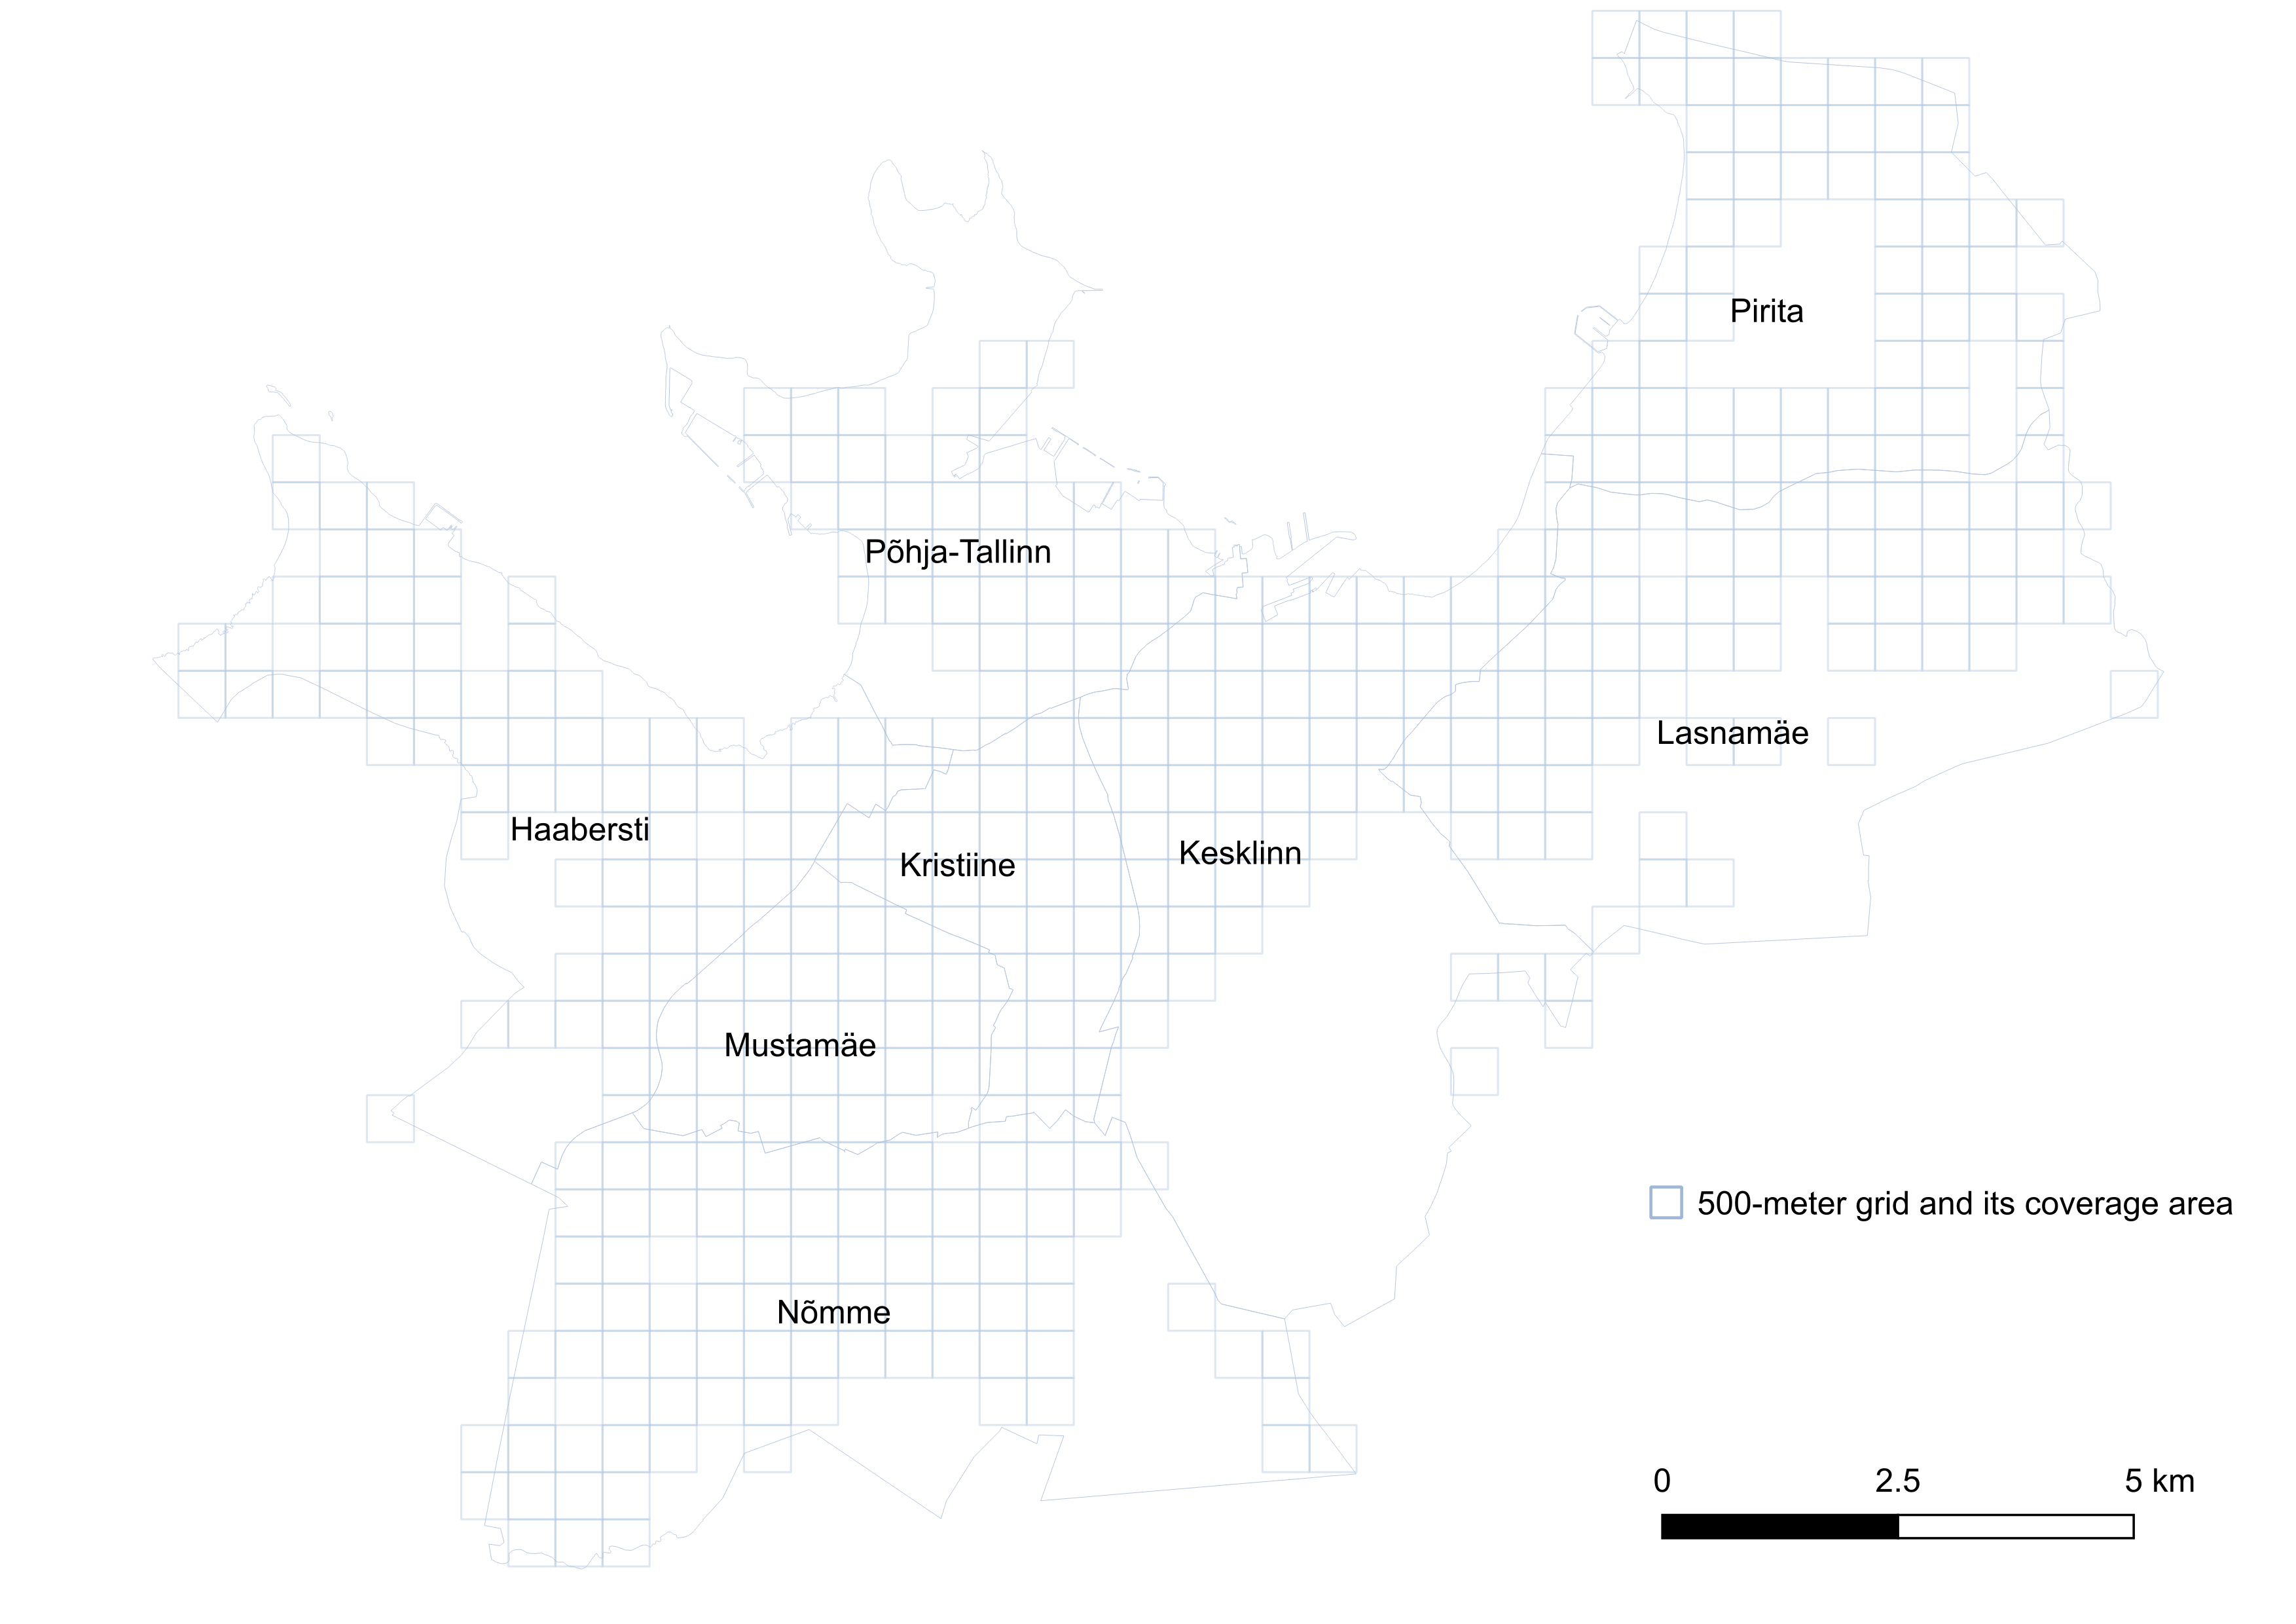 Pirita
Põhja-Tallinn
Lasnamäe
Haabersti
Kristiine
Kesklinn
Mustamäe
500-meter grid and its coverage area
Nõmme
0 2.5 5 km